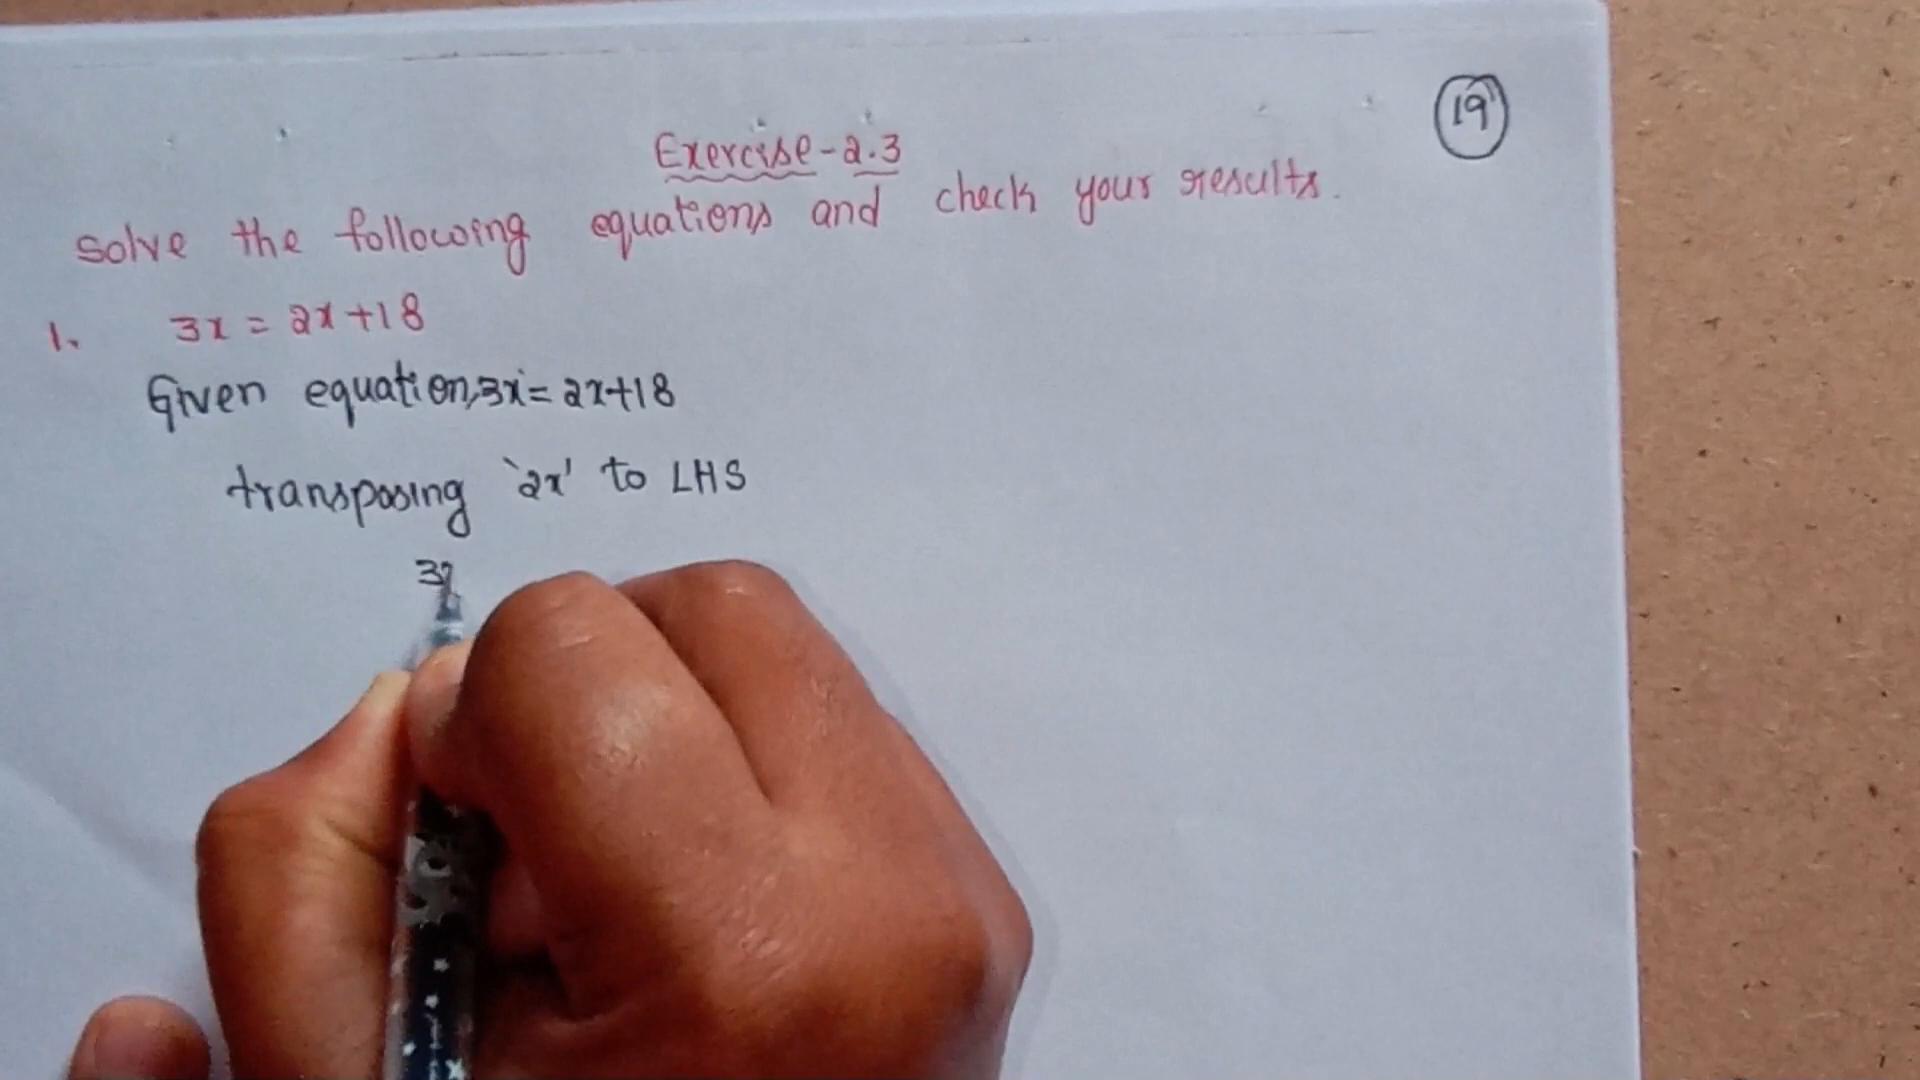 19
Exercise-2.3
Solve the following equations and check your results.
1. 3x = 2x+18
Given equation, 3x = 2x+18
transposing `2x' to LHS
3x